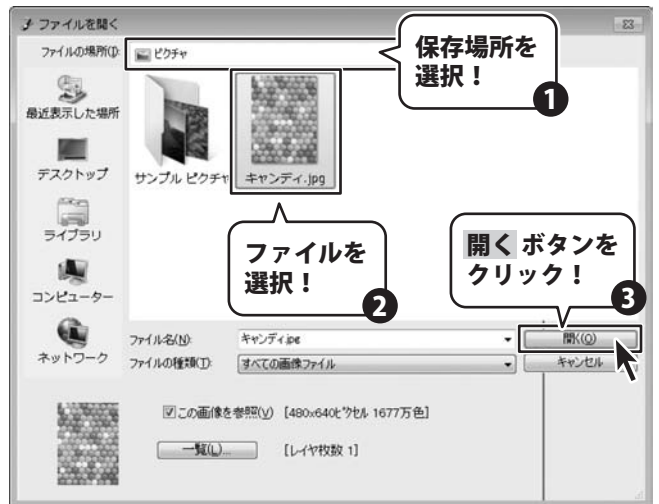 ファイルを開く
ファイルの場所(I):
ピクチャ
保存場所を
選択！
1
最近表示した場所
デスクトップ
ライブラリ
コンピューター
ネットワーク
サンプル ピクチャ
キャンディ.jpg
ファイルを
選択！
2
開く ボタンを
クリック！
3
ファイル名(N):
キャンディ.jpg
開く(O)
ファイルの種類(T):
すべての画像ファイル
キャンセル
この画像を参照(V) [480x640ピクセル 1677万色]
一覧(L)... [レイヤ枚数 1]